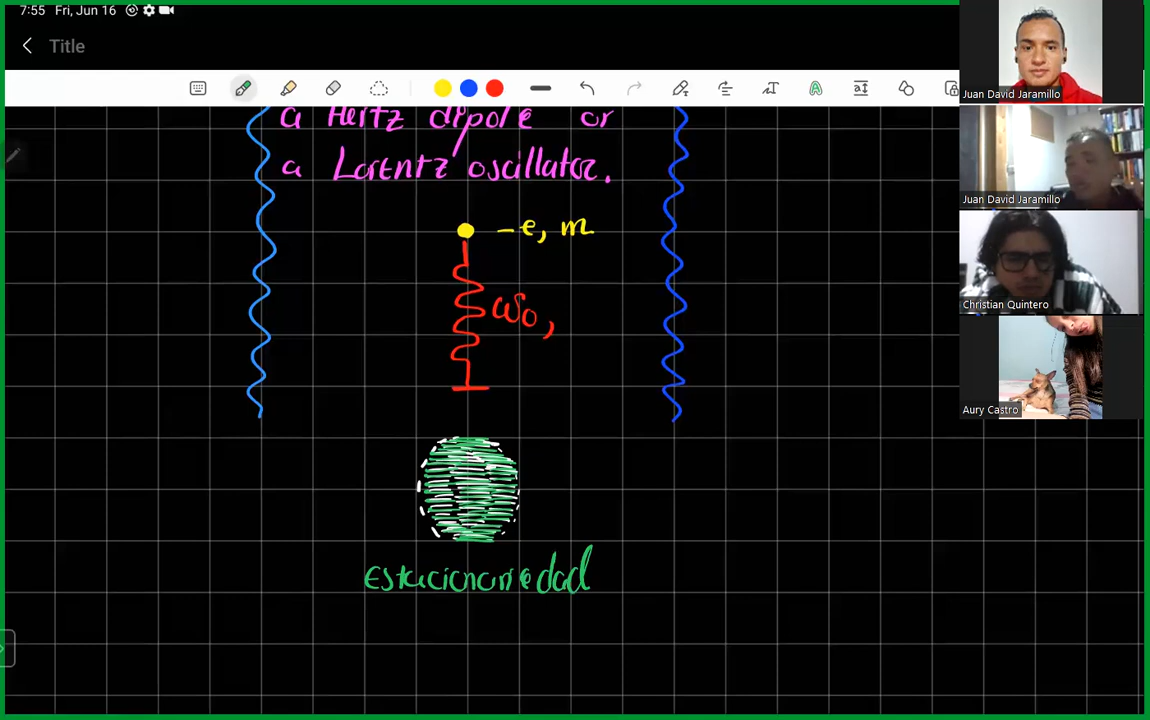 7:55 Fri, Jun 16
Title
a Hertz dipole or
a Lorentz oscillator.
-e, m
ω₀,
estacionariedad
Juan David Jaramillo
Juan David Jaramillo
Christian Quintero
Aury Castro